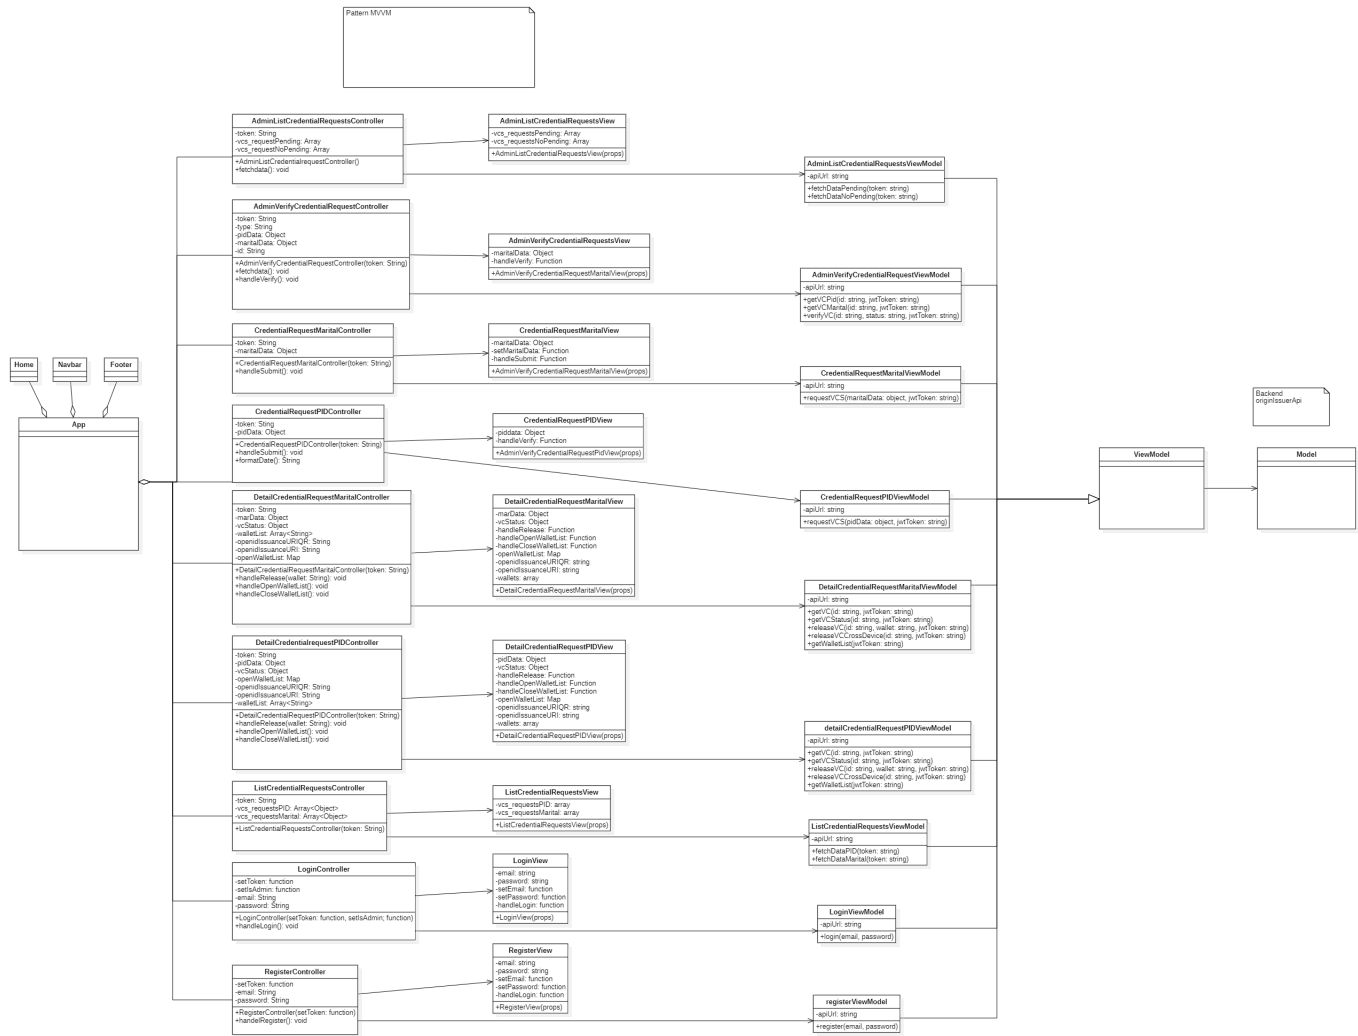 Pattern MVVM
AdminListCredentialRequestsController
-token: String
-vcs_requestPending: Array
-vcs_requestNoPending: Array
+AdminListCredentialrequestController()
+fetchdata(): void
AdminListCredentialRequestsView
-vcs_requestsPending: Array
-vcs_requestsNoPending: Array
+AdminListCredentialRequestsView(props)
AdminListCredentialRequestsViewModel
-apiUrl: string
+fetchDataPending(token: string)
+fetchDataNoPending(token: string)
AdminVerifyCredentialRequestController
-token: String
-type: String
-pidData: Object
-maritalData: Object
-id: String
+AdminVerifyCredentialRequestController(token: String)
+fetchdata(): void
+handleVerify(): void
AdminVerifyCredentialRequestsView
-maritalData: Object
-handleVerify: Function
+AdminVerifyCredentialRequestMaritalView(props)
AdminVerifyCredentialRequestViewModel
-apiUrl: string
+getVCPid(id: string, jwtToken: string)
+getVCMarital(id: string, jwtToken: string)
+verifyVC(id: string, status: string, jwtToken: string)
CredentialRequestMaritalController
-token: String
-maritalData: Object
+CredentialRequestMaritalController(token: String)
+handleSubmit(): void
CredentialRequestMaritalView
-maritalData: Object
-setMaritalData: Function
-handleSubmit: Function
+AdminVerifyCredentialRequestMaritalView(props)
CredentialRequestMaritalViewModel
-apiUrl: string
+requestVCS(maritalData: object, jwtToken: string)
Home
Navbar
Footer
App
CredentialRequestPIDController
-token: String
-pidData: Object
+CredentialRequestPIDController(token: String)
+handleSubmit(): void
+formatDate(): String
CredentialRequestPIDView
-piddata: Object
-handleVerify: Function
+AdminVerifyCredentialRequestPidView(props)
CredentialRequestPIDViewModel
-apiUrl: string
+requestVCS(pidData: object, jwtToken: string)
Backend
originIssuerApi
ViewModel
Model
DetailCredentialRequestMaritalController
-token: String
-marData: Object
-vcStatus: Object
-walletList: Array<String>
-openidIssuanceURIQR: String
-openidIssuanceURI: String
-openWalletList: Map
+DetailCredentialRequestMaritalController(token: String)
+handleRelease(wallet: String): void
+handleOpenWalletList(): void
+handleCloseWalletList(): void
DetailCredentialRequestMaritalView
-marData: Object
-vcStatus: Object
-handleRelease: Function
-handleOpenWalletList: Function
-handleCloseWalletList: Function
-openWalletList: Map
-openidIssuanceURIQR: string
-openidIssuanceURI: string
-wallets: array
+DetailCredentialRequestMaritalView(props)
DetailCredentialRequestMaritalViewModel
-apiUrl: string
+getVC(id: string, jwtToken: string)
+getVCStatus(id: string, jwtToken: string)
+releaseVC(id: string, wallet: string, jwtToken: string)
+releaseVCCrossDevice(id: string, jwtToken: string)
+getWalletList(jwtToken: string)
DetailCredentialrequestPIDController
-token: String
-pidData: Object
-vcStatus: Object
-openWalletList: Map
-openidIssuanceURIQR: String
-openidIssuanceURI: String
-walletList: Array<String>
+DetailCredentialRequestPIDController(token: String)
+handleRelease(wallet: String): void
+handleOpenWalletList(): void
+handleCloseWalletList(): void
DetailCredentialRequestPIDView
-pidData: Object
-vcStatus: Object
-handleRelease: Function
-handleOpenWalletList: Function
-handleCloseWalletList: Function
-openWalletList: Map
-openidIssuanceURIQR: string
-openidIssuanceURI: string
-wallets: array
+DetailCredentialRequestPIDView(props)
detailCredentialRequestPIDViewModel
-apiUrl: string
+getVC(id: string, jwtToken: string)
+getVCStatus(id: string, jwtToken: string)
+releaseVC(id: string, wallet: string, jwtToken: string)
+releaseVCCrossDevice(id: string, jwtToken: string)
+getWalletList(jwtToken: string)
ListCredentialRequestsController
-token: String
-vcs_requestsPID: Array<Object>
-vcs_requestsMarital: Array<Object>
+ListCredentialRequestsController(token: String)
ListCredentialRequestsView
-vcs_requestsPID: array
-vcs_requestsMarital: array
+ListCredentialRequestsView(props)
ListCredentialRequestsViewModel
-apiUrl: string
+fetchDataPID(token: string)
+fetchDataMarital(token: string)
LoginController
-setToken: function
-setIsAdmin: function
-email: String
-password: String
+LoginController(setToken: function, setIsAdmin; function)
+handleLogin(): void
LoginView
-email: string
-password: string
-setEmail: function
-setPassword: function
-handleLogin: function
+LoginView(props)
LoginViewModel
-apiUrl: string
+login(email, password)
RegisterController
-setToken: function
-email: String
-password: String
+RegisterController(setToken: function)
+handelRegister(): void
RegisterView
-email: string
-password: string
-setEmail: function
-setPassword: function
-handleLogin: function
+RegisterView(props)
registerViewModel
-apiUrl: string
+register(email, password)